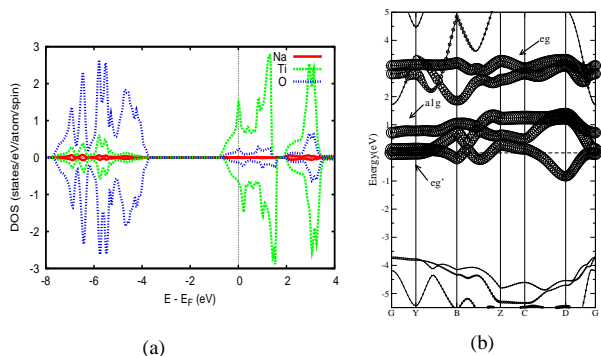 3
2
1
0
1
2
3
DOS (states/eV/atom/spin)
Na
Ti
O
-8 -6 -4 -2 0 2 4
E - EF (eV)
(a)
5
4
3
2
1
0
-1
-2
-3
-4
-5
Energy(eV)
eg
a1g
eg'
G Y B Z C D G
(b)